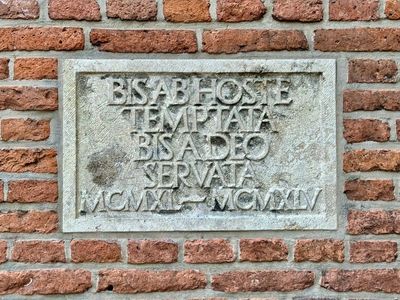 BIS AB HOSTE
TEMPTATA
BIS A DEO
SERVATA
MCMXL~MCMXLV